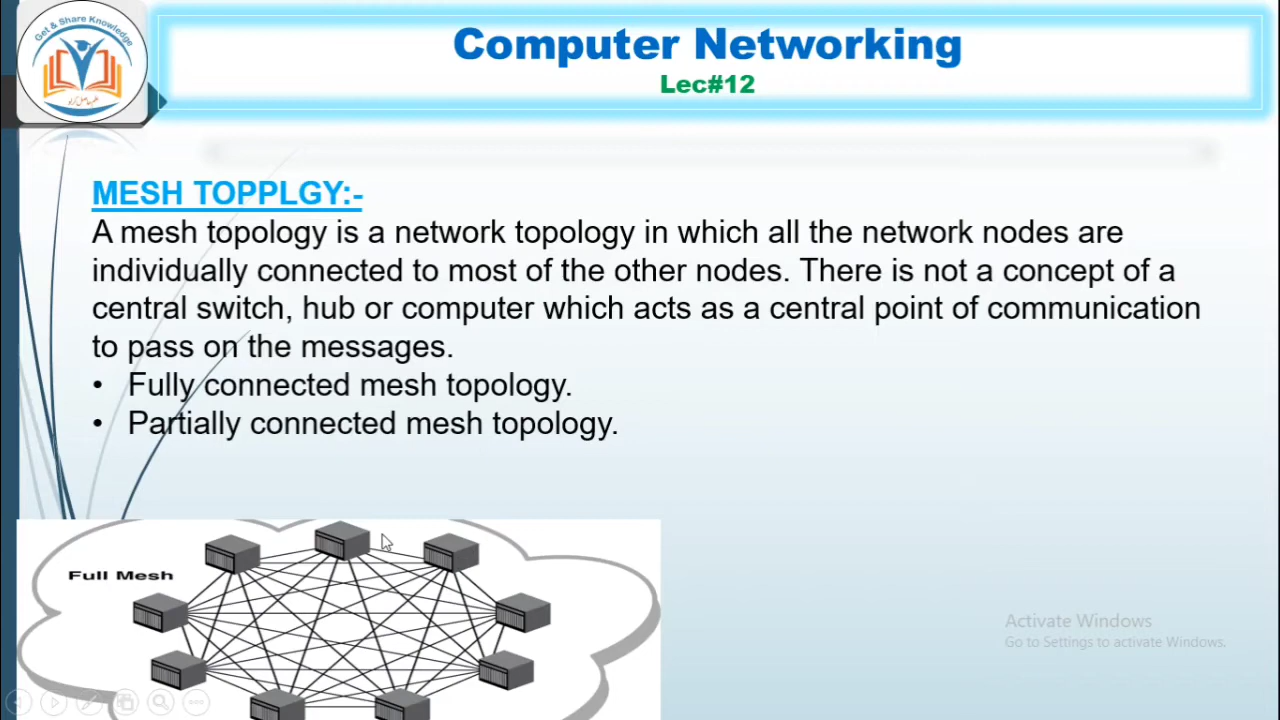 Get & Share Knowledge
Computer Networking
Lec#12
MESH TOPPLGY:-
A mesh topology is a network topology in which all the network nodes are
individually connected to most of the other nodes. There is not a concept of a
central switch, hub or computer which acts as a central point of communication
to pass on the messages.
• Fully connected mesh topology.
• Partially connected mesh topology.
Full Mesh
Activate Windows
Go to Settings to activate Windows.